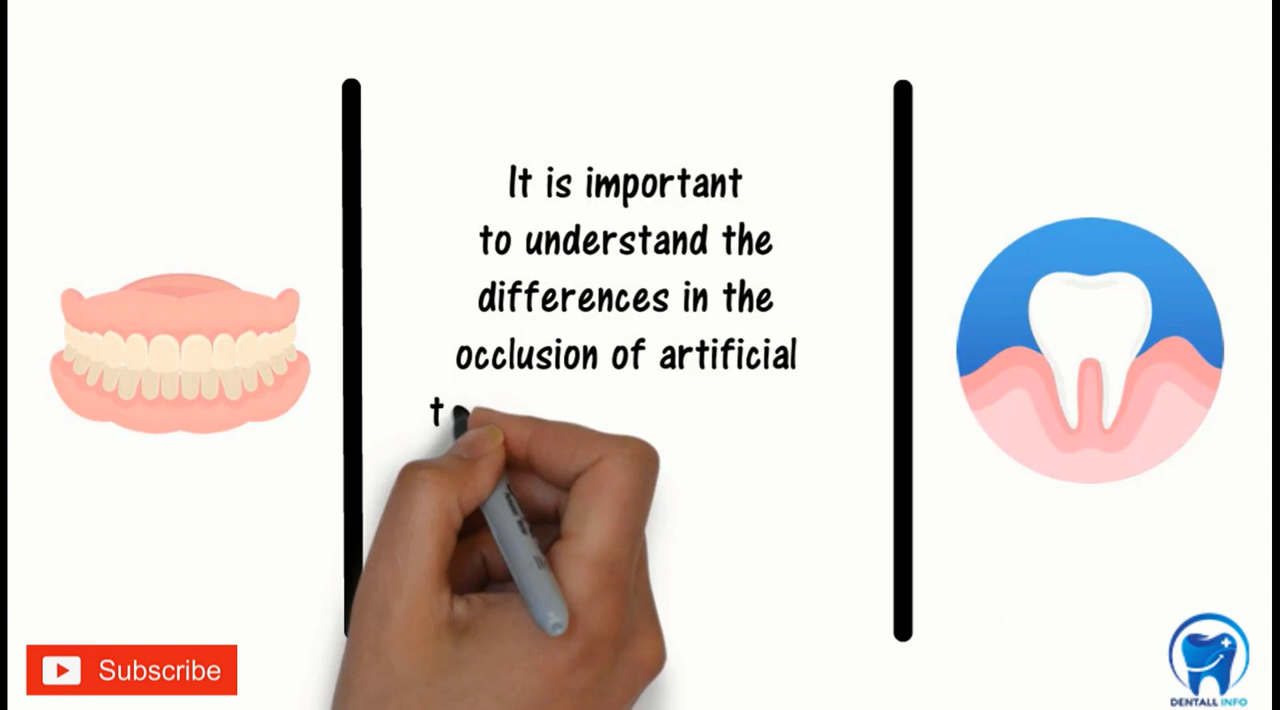 It is important
to understand the
differences in the
occlusion of artificial
t
Subscribe
DENTALL INFO